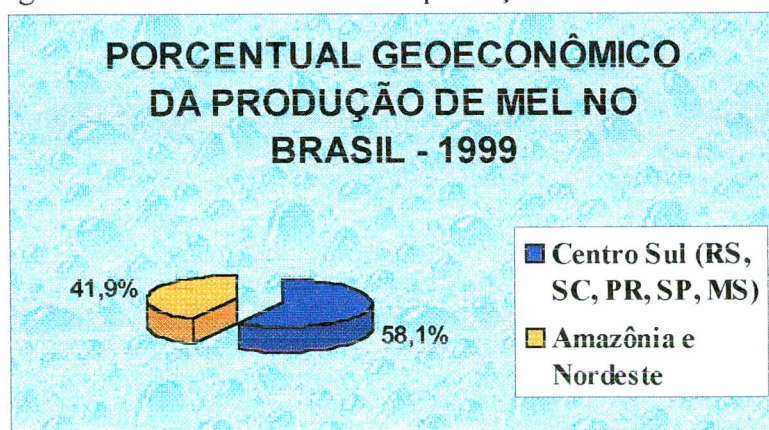 PORCENTUAL GEOECONÔMICO
DA PRODUÇÃO DE MEL NO
BRASIL - 1999
41,9%
58,1%
Centro Sul (RS,
SC, PR, SP, MS)
Amazônia e
Nordeste